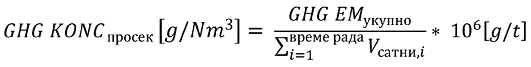 GHG KONC просек [g/Nm³] = GHG EM укупно / ∑ време рада i=1 V сатни,i * 10⁶[g/t]